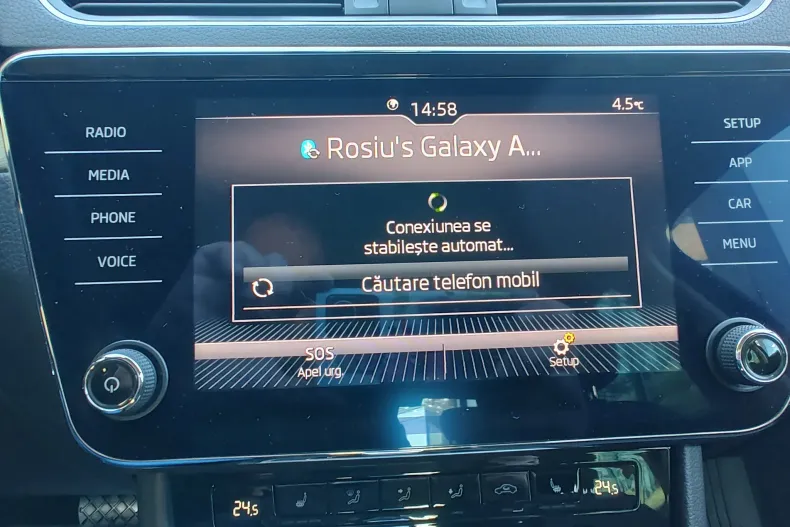 14:58
4.5°C
RADIO
MEDIA
PHONE
VOICE
Rosiu's Galaxy A...
Conexiunea se
stabilește automat...
Căutare telefon mobil
SOS
Apel urg.
Setup
SETUP
APP
CAR
MENU
24.5
24.5